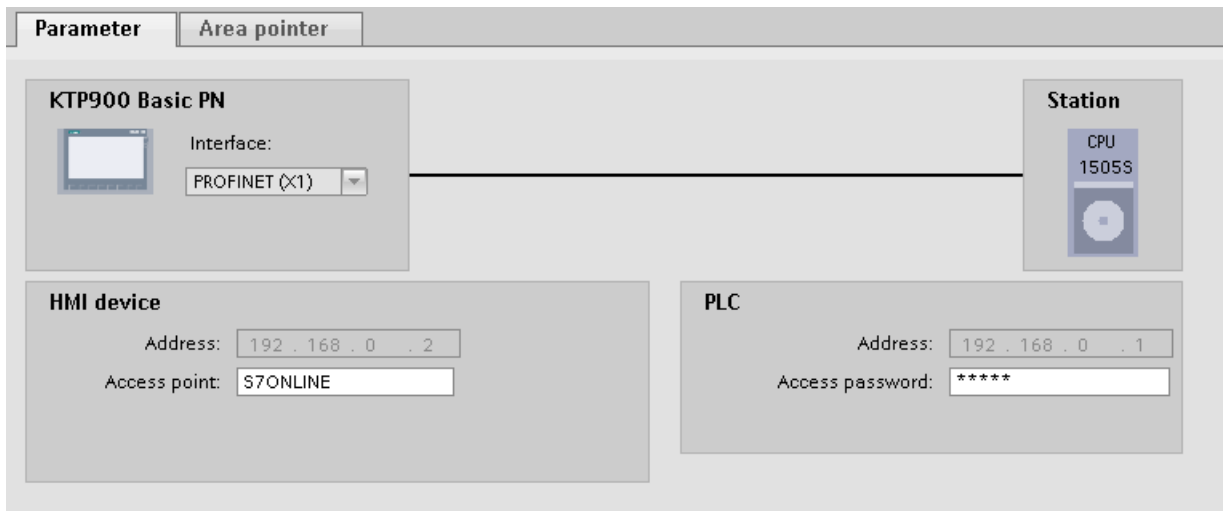 Parameter
Area pointer
KTP900 Basic PN
Interface:
PROFINET (X1)
Station
CPU
1505S
HMI device
Address: 192 . 168 . 0 . 2
Access point: S7ONLINE
PLC
Address: 192 . 168 . 0 . 1
Access password: *****